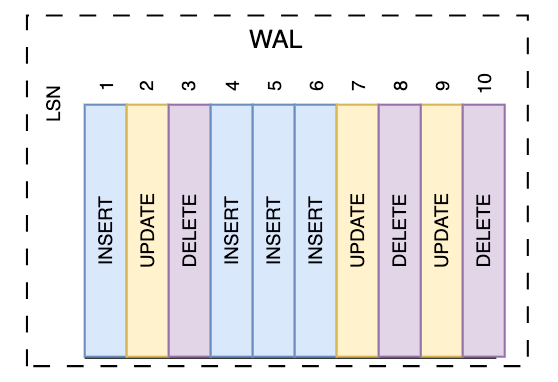 WAL
LSN
1 2 3 4 5 6 7 8 9 10
INSERT
UPDATE
DELETE
INSERT
INSERT
INSERT
UPDATE
DELETE
UPDATE
DELETE